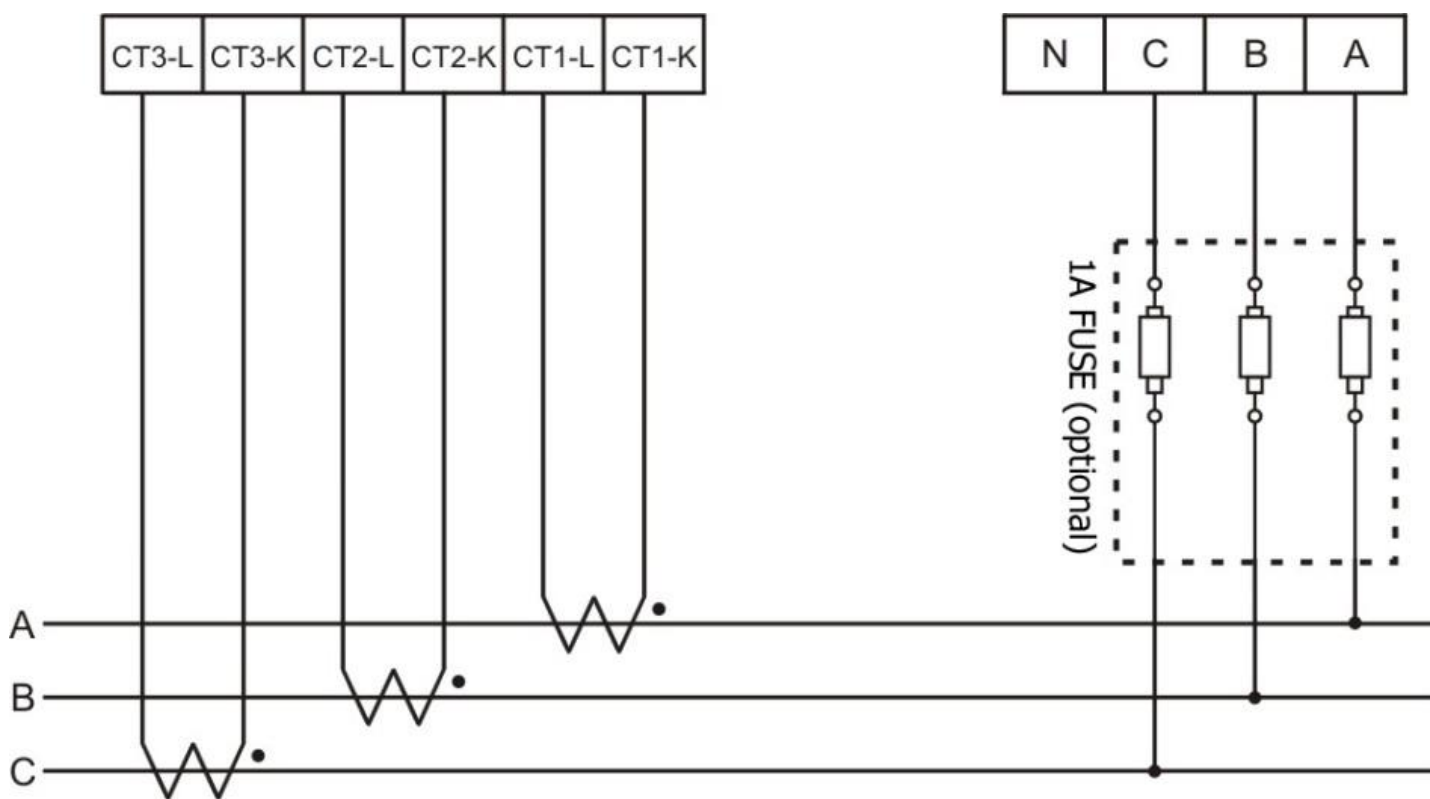 CT3-L CT3-K CT2-L CT2-K CT1-L CT1-K
N C B A
1A FUSE (optional)
A
B
C